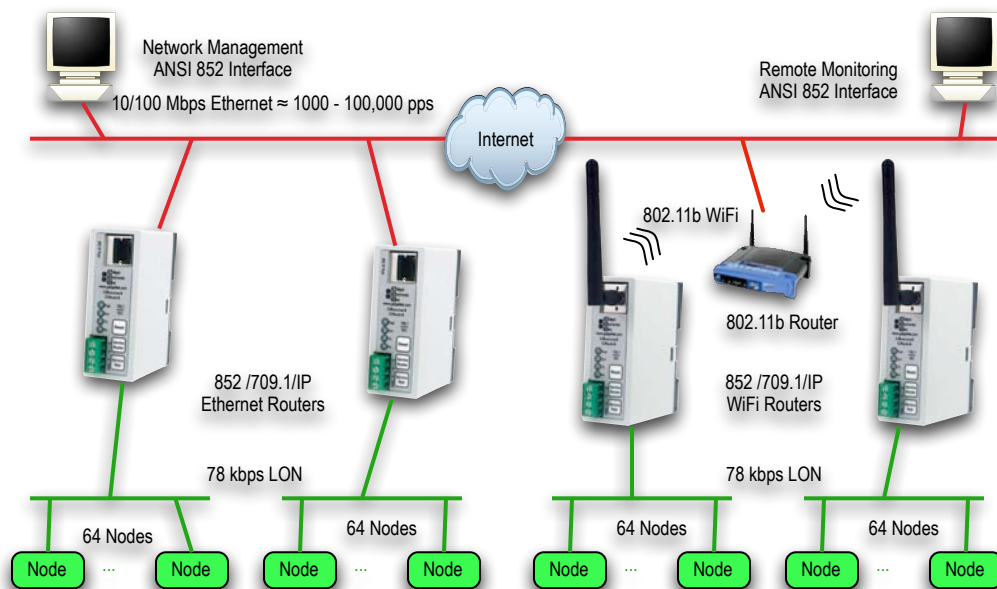 Network Management
ANSI 852 Interface
10/100 Mbps Ethernet ≈ 1000 - 100,000 pps
Remote Monitoring
ANSI 852 Interface
Internet
802.11b WiFi
802.11b Router
852 /709.1/IP
Ethernet Routers
852 /709.1/IP
WiFi Routers
78 kbps LON
78 kbps LON
64 Nodes
64 Nodes
64 Nodes
64 Nodes
Node
...
Node
Node
...
Node
Node
...
Node
Node
...
Node